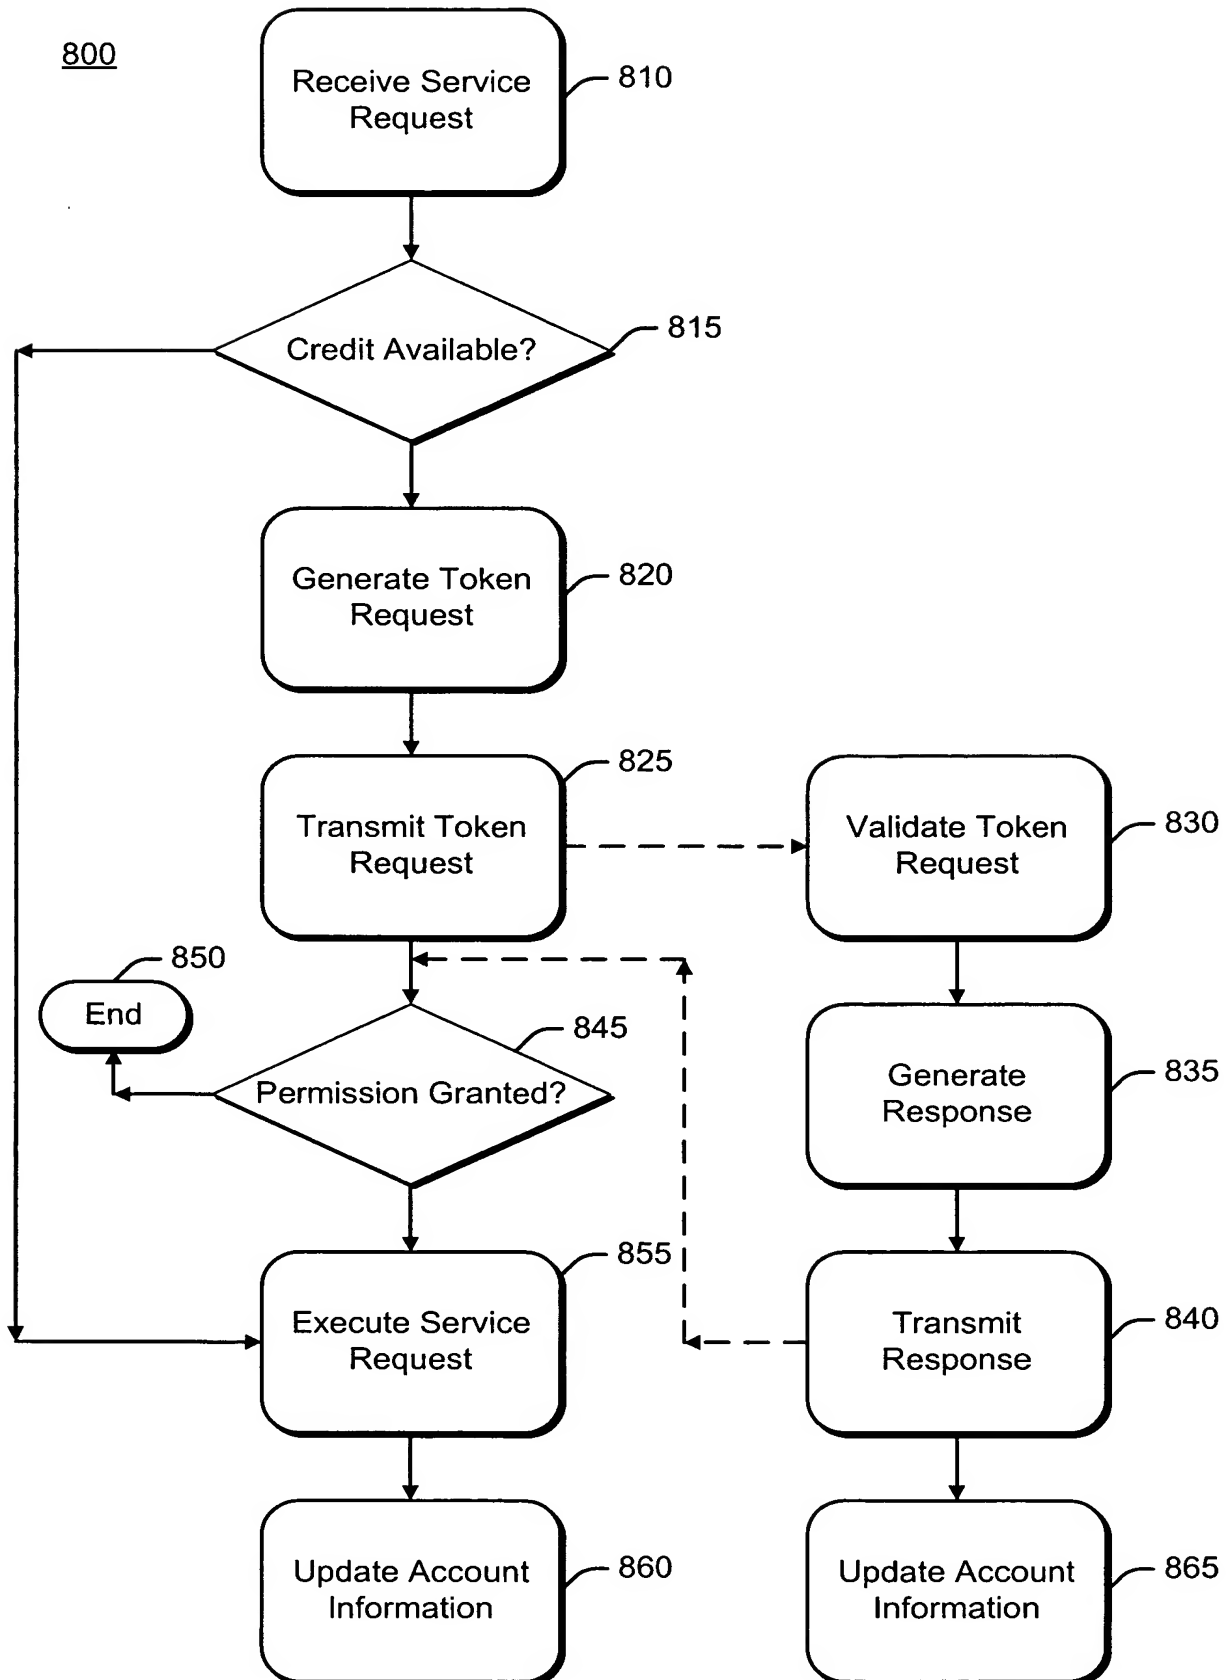 800
Receive Service
Request
810
Credit Available?
815
Generate Token
Request
820
Transmit Token
Request
825
Validate Token
Request
830
850
End
Permission Granted?
845
Generate
Response
835
Execute Service
Request
855
Transmit
Response
840
Update Account
Information
860
Update Account
Information
865